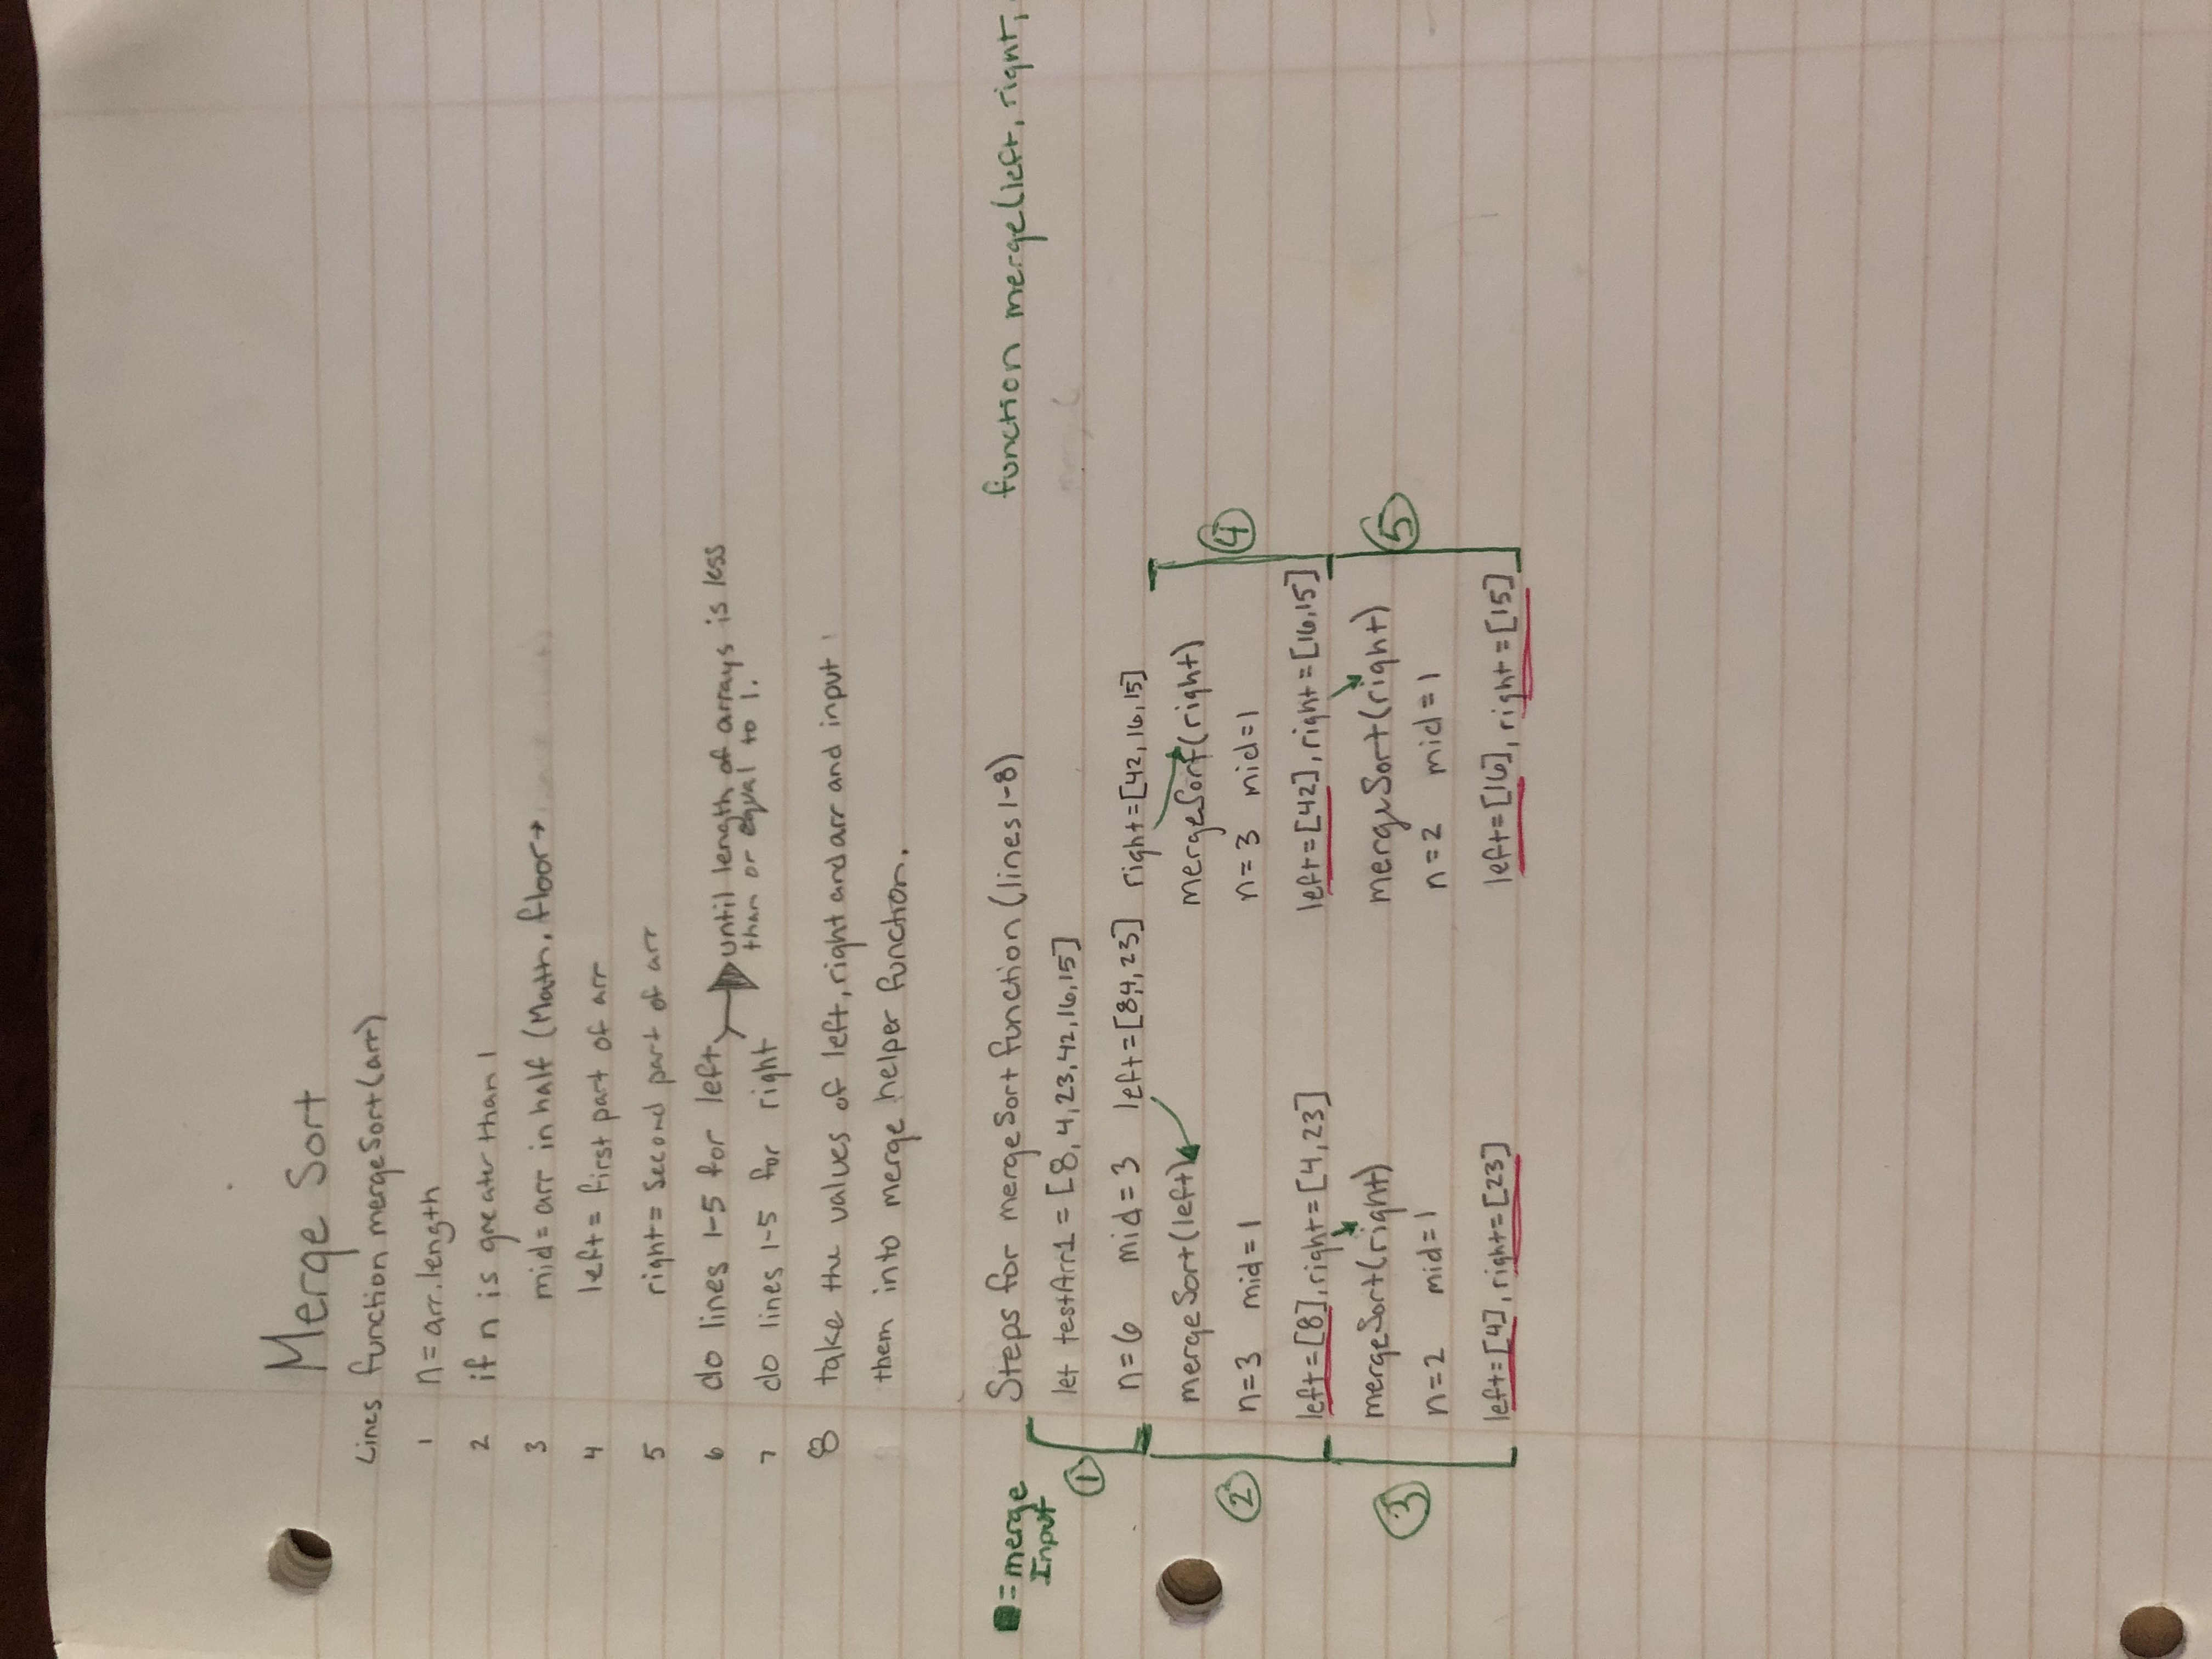 Merge Sort
Lines function mergeSort(arr)
1 n=arr.length
2 if n is greater than 1
3 mid=arr in half (Math.floor→
4 left= first part of arr
5 right= second part of arr
6 do lines 1-5 for left
until length of arrays is less
than or equal to 1.
7 do lines 1-5 for right
8 take the values of left, right and arr and input
them into merge helper function.
= merge
Input
Steps for mergeSort function (lines 1-8)
function merge(left, right,
① let testArr1 = [8, 4, 23, 42, 16, 15]
n=6 mid=3 left=[8,4,23] right=[42, 16, 15]
② mergeSort(left)
n=3 mid=1
left=[8], right=[4,23]
mergeSort(right) ④
n=3 mid=1
left=[42], right=[16,15]
③ mergeSort(right)
n=2 mid=1
left=[4], right=[23]
mergeSort(right) ⑤
n=2 mid=1
left=[16], right=[15]